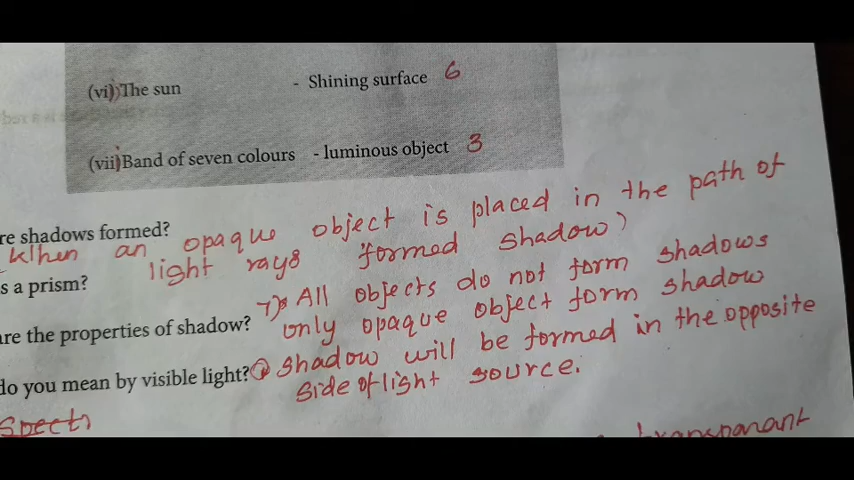 (vi) The sun - Shining surface 6
(vii) Band of seven colours - luminous object 3
re shadows formed?
When an opaque object is placed in the path of
light rays formed shadow)
s a prism?
1) All objects do not form shadows
only opaque object form shadow
are the properties of shadow?
shadow will be formed in the opposite
side of light source.
do you mean by visible light?
transparant